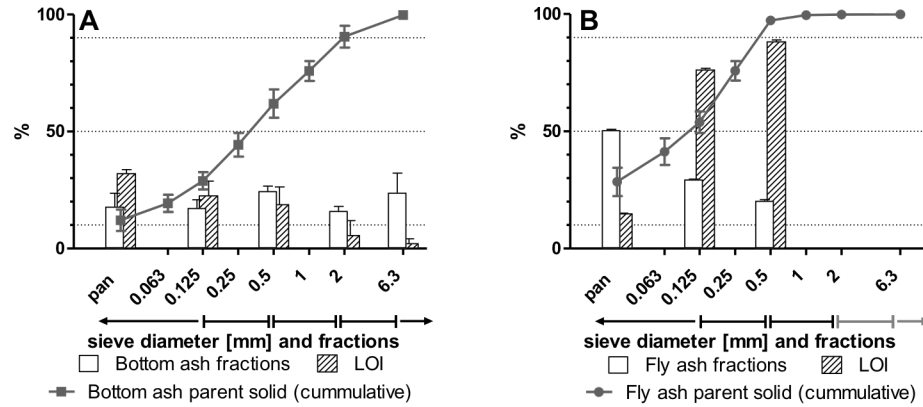 A
100
50
0
%
pan
0.063
0.125
0.25
0.5
1
2
6.3
sieve diameter [mm] and fractions
Bottom ash fractions LOI
Bottom ash parent solid (cummulative)
B
100
50
0
%
pan
0.063
0.125
0.25
0.5
1
2
6.3
sieve diameter [mm] and fractions
Fly ash fractions LOI
Fly ash parent solid (cummulative)